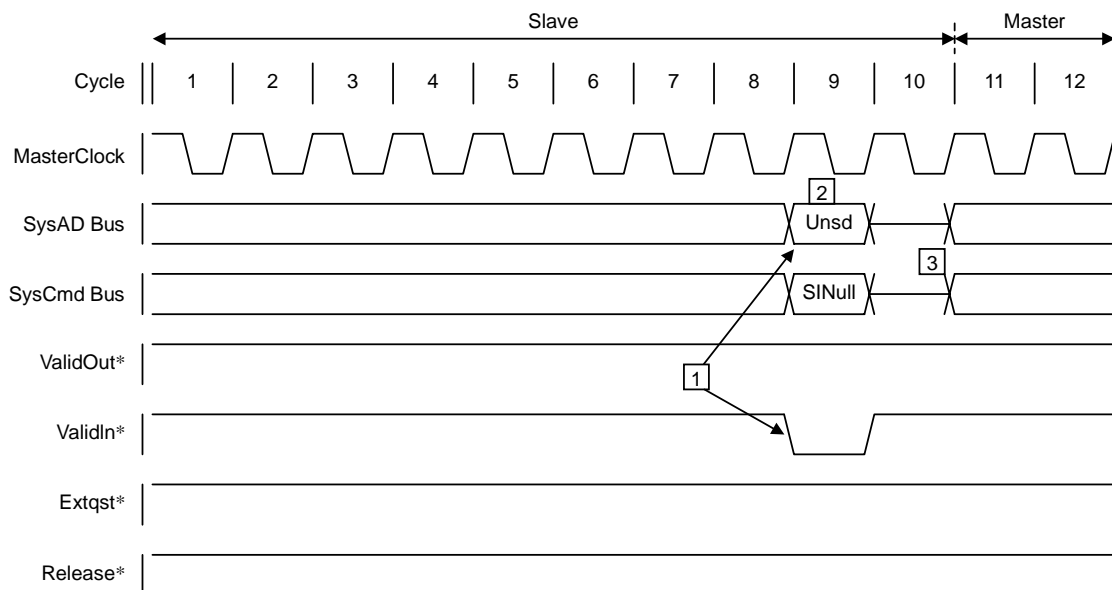 Slave Master
Cycle 1 2 3 4 5 6 7 8 9 10 11 12
MasterClock
2
SysAD Bus Unsd
3
SysCmd Bus SINull
ValidOut*
1
ValidIn*
Extqst*
Release*